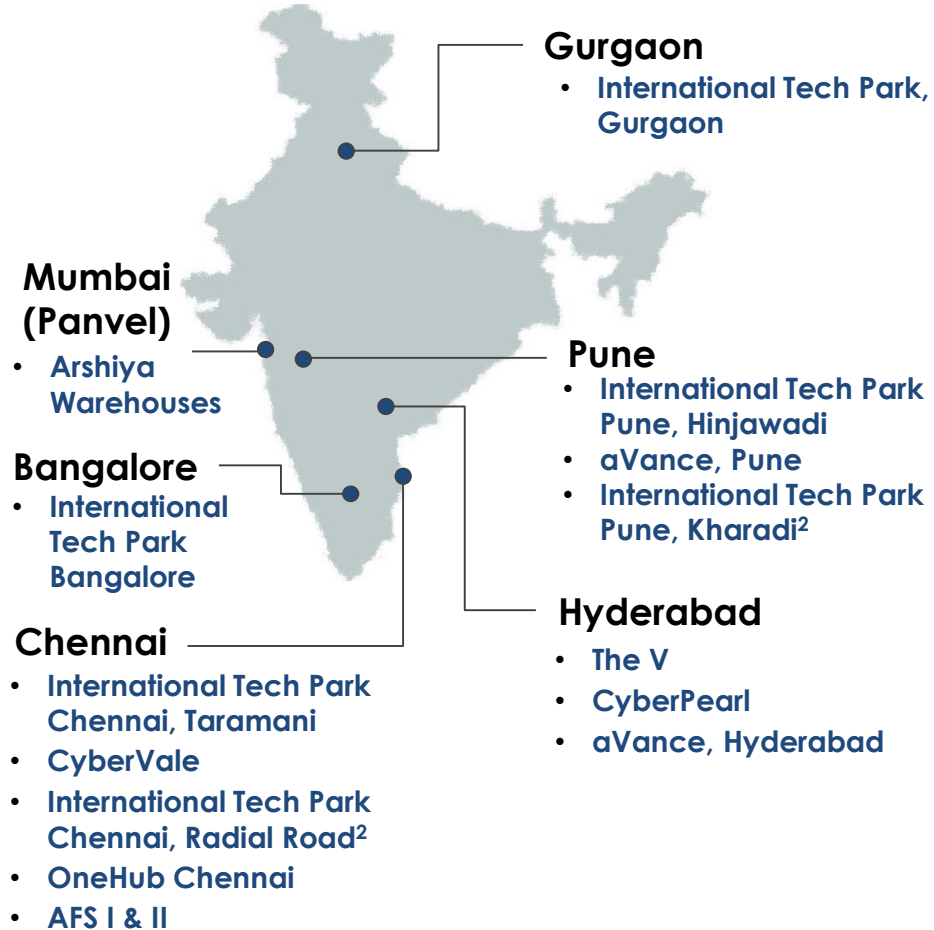 Gurgaon
• International Tech Park,
Gurgaon
Mumbai
(Panvel)
• Arshiya
Warehouses
Pune
• International Tech Park
Pune, Hinjawadi
• aVance, Pune
• International Tech Park
Pune, Kharadi²
Bangalore
• International
Tech Park
Bangalore
Hyderabad
• The V
• CyberPearl
• aVance, Hyderabad
Chennai
• International Tech Park
Chennai, Taramani
• CyberVale
• International Tech Park
Chennai, Radial Road²
• OneHub Chennai
• AFS I & II